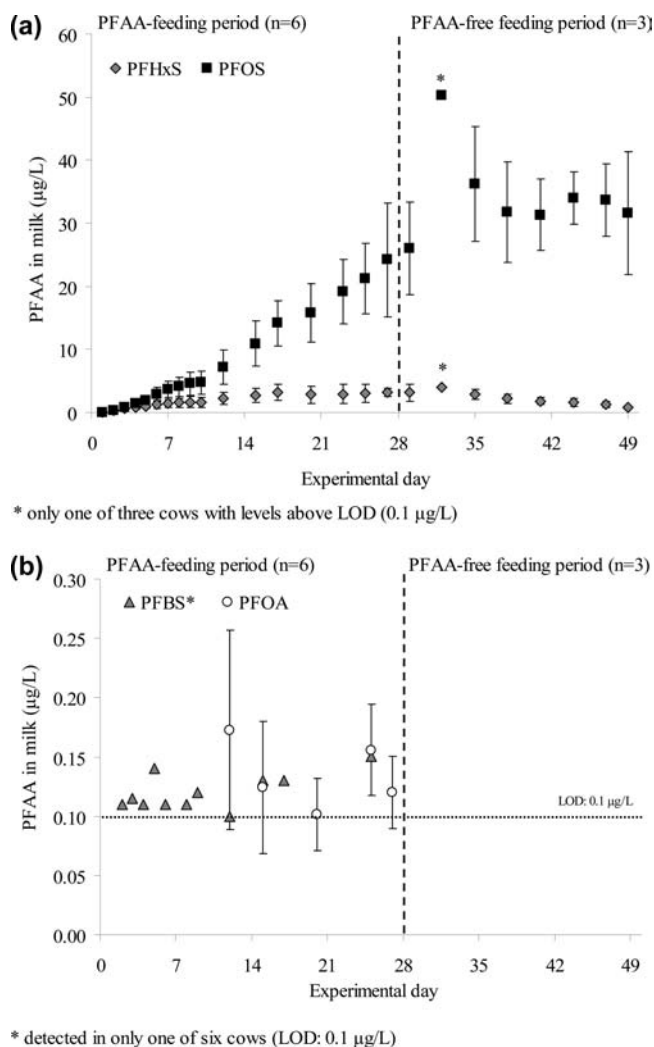 (a)
PFAA-feeding period (n=6) PFAA-free feeding period (n=3)
60
50
40
30
20
10
0
PFHxS PFOS
*
*
PFAA in milk (µg/L)
0 7 14 21 28 35 42 49
Experimental day
* only one of three cows with levels above LOD (0.1 µg/L)
(b)
PFAA-feeding period (n=6) PFAA-free feeding period (n=3)
0.30
0.25
0.20
0.15
0.10
0.05
0.00
PFBS* PFOA
PFAA in milk (µg/L)
LOD: 0.1 µg/L
0 7 14 21 28 35 42 49
Experimental day
* detected in only one of six cows (LOD: 0.1 µg/L)